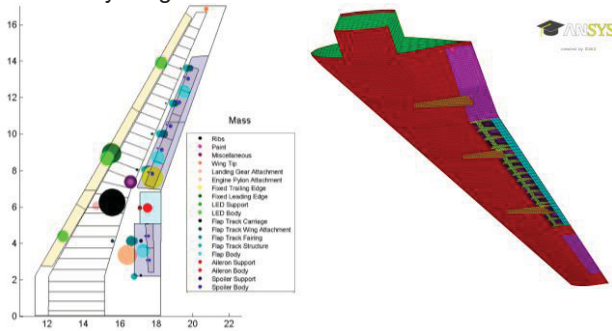 16
14
12
10
8
6
4
2
0
12
14
16
18
20
22
Mass
Ribs
Paint
Miscellaneous
Wing Tip
Landing Gear Attachment
Engine Pylon Attachment
Fixed Trailing Edge
Fixed Leading Edge
LED Support
LED Body
Flap Track Carriage
Flap Track Wing Attachment
Flap Track Fairing
Flap Track Structure
Flap Body
Aileron Support
Aileron Body
Spoiler Support
Spoiler Body
ANSYS